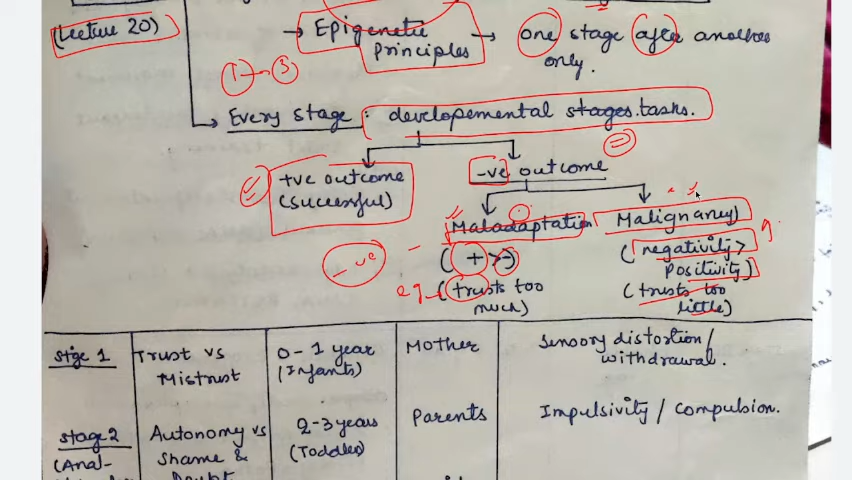 (Lecture 20)
Epigenetic principles → one stage after another only.
① → ③
Every stage : developemental stages.tasks.
+ve outcome (successful)
-ve outcome
Maladaptation
(+ > -)
(trusts too much)
Malignancy
(negativity > Positivity)
(trusts too little)
-ve
eg
stage 1 Trust vs Mistrust 0-1 year (Infants) Mother Sensory distortion/ withdrawal.
stage 2 (Anal- Autonomy vs Shame & Doubt 2-3 years (Toddler) Parents Impulsivity / Compulsion.